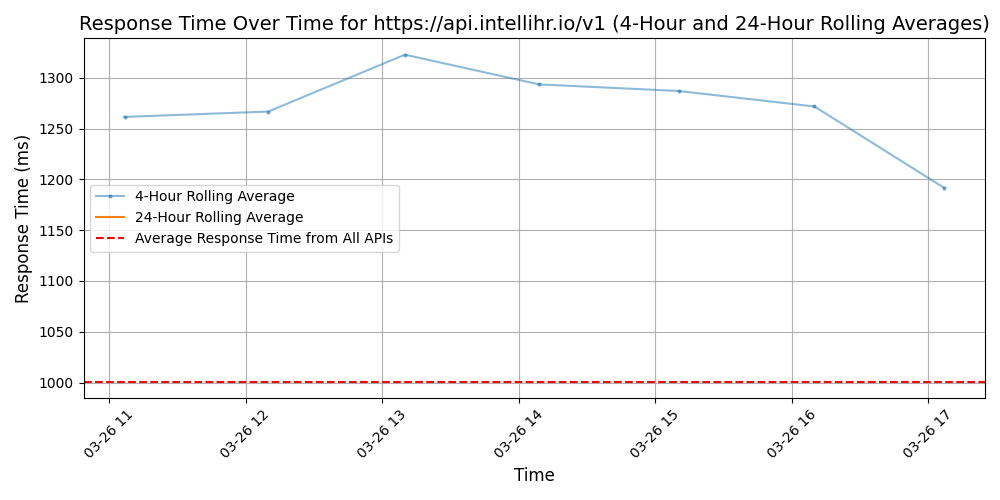 Response Time Over Time for https://api.intellihr.io/v1 (4-Hour and 24-Hour Rolling Averages)
Response Time (ms)
1300
1250
1200
1150
1100
1050
1000
4-Hour Rolling Average
24-Hour Rolling Average
Average Response Time from All APIs
03-26 11
03-26 12
03-26 13
03-26 14
03-26 15
03-26 16
03-26 17
Time